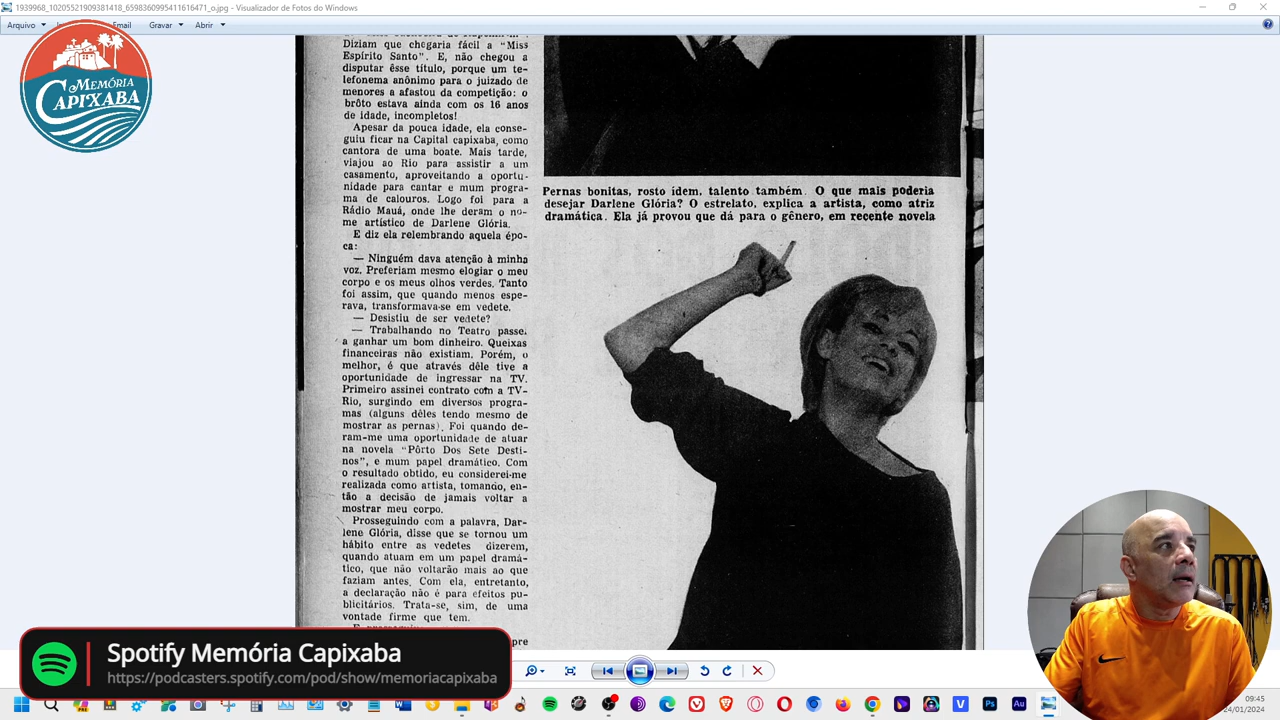 1939968_10205521909381418_6598360995411616471_o.jpg - Visualizador de Fotos do Windows
Arquivo
Email
Gravar
Abrir
MEMÓRIA
CAPIXABA
Diziam que chegaria fácil a "Miss
Espírito Santo". E, não chegou a
disputar êsse título, porque um te-
lefonema anônimo para o juizado de
menores a afastou da competição: o
brôto estava ainda com os 16 anos
de idade, incompletos!
Apesar da pouca idade, ela conse-
guiu ficar na Capital capixaba, como
cantora de uma boate. Mais tarde,
viajou ao Rio para assistir a um
casamento, aproveitando a oportu-
nidade para cantar e mum progra-
ma de calouros. Logo foi para a
Rádio Mauá, onde lhe deram o no-
me artístico de Darlene Glória.
E diz ela relembrando aquela épo-
ca:
— Ninguém dava atenção à minha
voz. Preferiam mesmo elogiar o meu
corpo e os meus olhos verdes. Tanto
foi assim, que quando menos espe-
rava, transformava-se em vedete.
— Desistiu de ser vedete?
— Trabalhando no Teatro passei
a ganhar um bom dinheiro. Queixas
financeiras não existiam. Porém, o
melhor, é que através dêle tive a
oportunidade de ingressar na TV.
Primeiro assinei contrato com a TV-
Rio, surgindo em diversos progra-
mas (alguns dêles tendo mesmo de
mostrar as pernas). Foi quando de-
ram-me uma oportunidade de atuar
na novela "Pôrto Dos Sete Desti-
nos", e mum papel dramático. Com
o resultado obtido, eu considerei-me
realizada como artista, tomando, en-
tão a decisão de jamais voltar a
mostrar meu corpo.
Prosseguindo com a palavra, Dar-
lene Glória, disse que se tornou um
hábito entre as vedetes dizerem,
quando atuam em um papel dramá-
tico, que não voltarão mais ao que
faziam antes. Com ela, entretanto,
a declaração não é para efeitos pu-
blicitários. Trata-se, sim, de uma
vontade firme que tem.
pre
Pernas bonitas, rosto idem, talento também. O que mais poderia
desejar Darlene Glória? O estrelato, explica a artista, como atriz
dramática. Ela já provou que dá para o gênero, em recente novela
Spotify Memória Capixaba
https://podcasters.spotify.com/pod/show/memoriacapixaba
09:45
24/01/2024